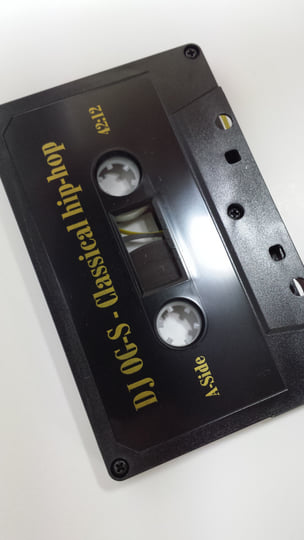 DJ OG-S - Classical hip-hop
A-Side
42:12